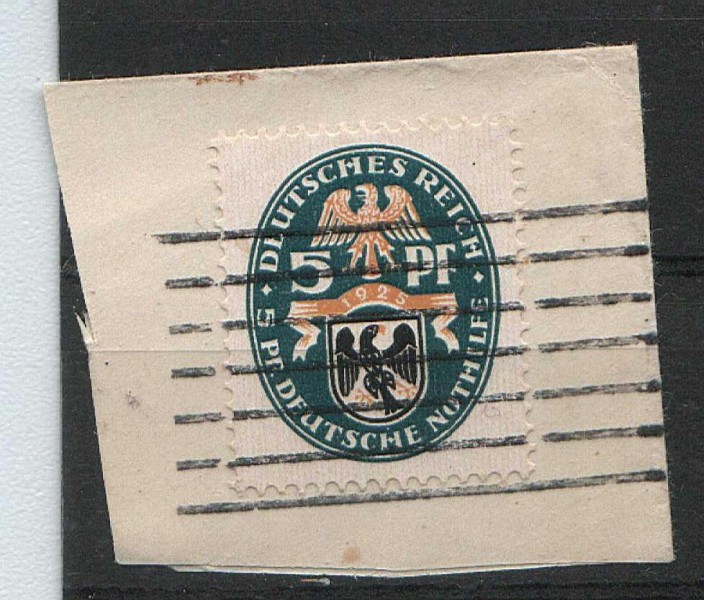 DEUTSCHES REICH
5 Pf
1925
5 PF. DEUTSCHE NOTHILFE